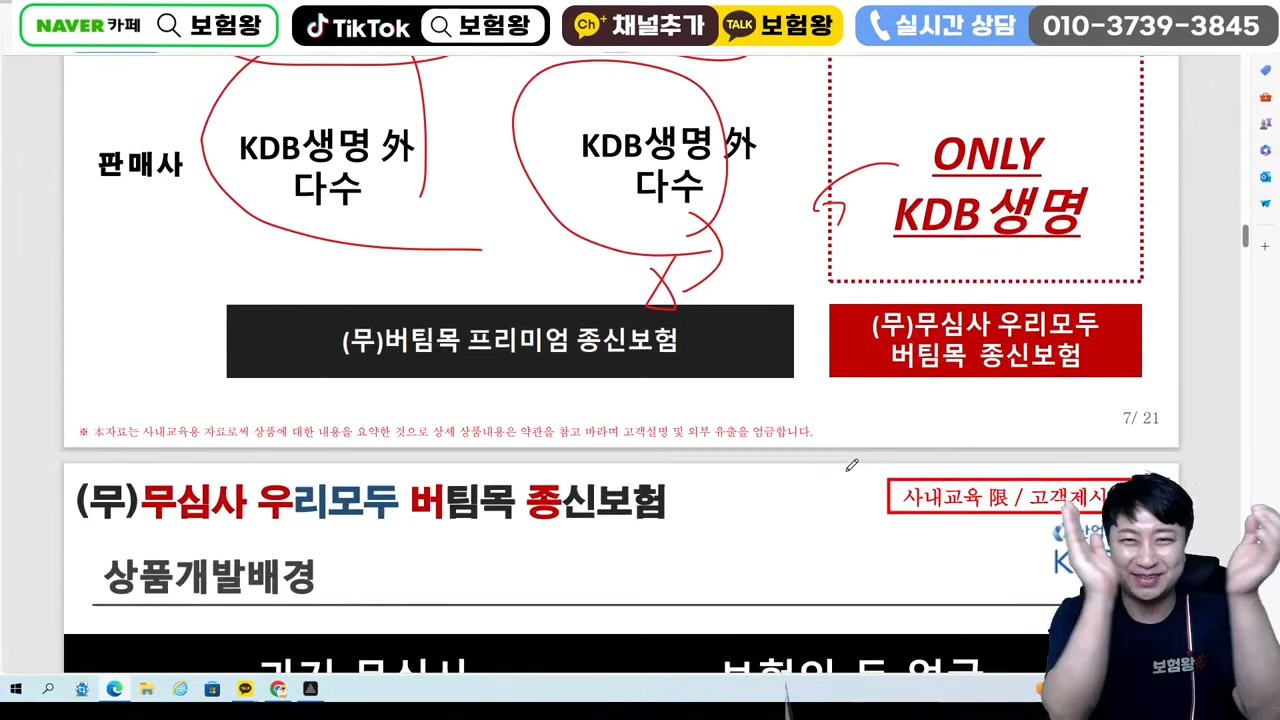 NAVER 카페 보험왕
TikTok 보험왕
Ch+ 채널추가 TALK 보험왕
실시간 상담 010-3739-3845
판매사
KDB생명 外
다수
KDB생명 外
다수
ONLY
KDB생명
(무)버팀목 프리미엄 종신보험
(무)무심사 우리모두
버팀목 종신보험
7/ 21
※ 本자료는 사내교육용 자료로써 상품에 대한 내용을 요약한 것으로 상세 상품내용은 약관을 참고 바라며 고객설명 및 외부 유출을 엄금합니다.
(무)무심사 우리모두 버팀목 종신보험
사내교육 限 / 고객제시
상품개발배경
보험왕